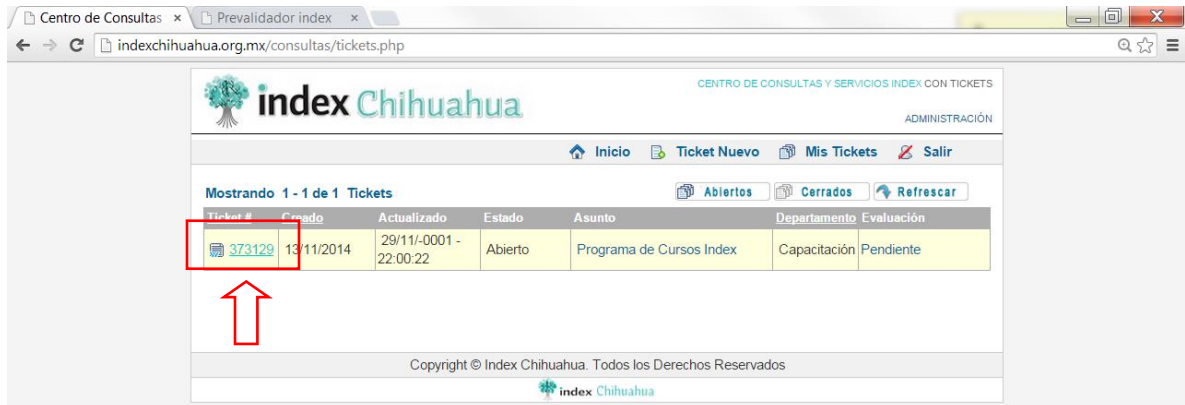 Centro de Consultas
Prevalidador index
indexchihuahua.org.mx/consultas/tickets.php
index Chihuahua
CENTRO DE CONSULTAS Y SERVICIOS INDEX CON TICKETS
ADMINISTRACIÓN
Inicio Ticket Nuevo Mis Tickets Salir
Mostrando 1 - 1 de 1 Tickets Abiertos Cerrados Refrescar
Ticket # Creado Actualizado Estado Asunto Departamento Evaluación
373129 13/11/2014 29/11/-0001 - Abierto Programa de Cursos Index Capacitación Pendiente
22:00:22
Copyright © Index Chihuahua. Todos los Derechos Reservados
index Chihuahua